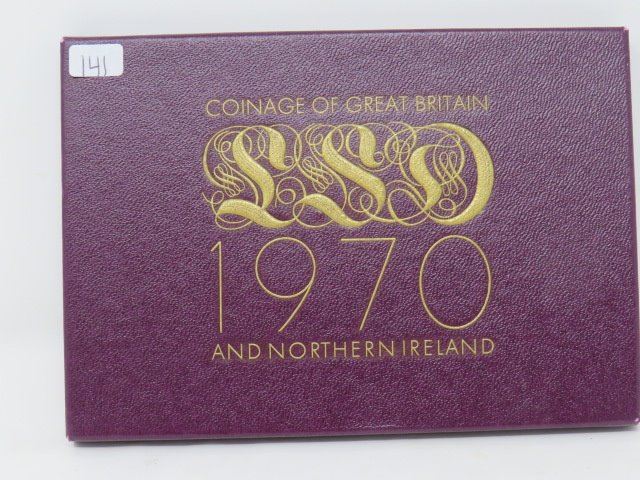 141
COINAGE OF GREAT BRITAIN
LSD
1970
AND NORTHERN IRELAND